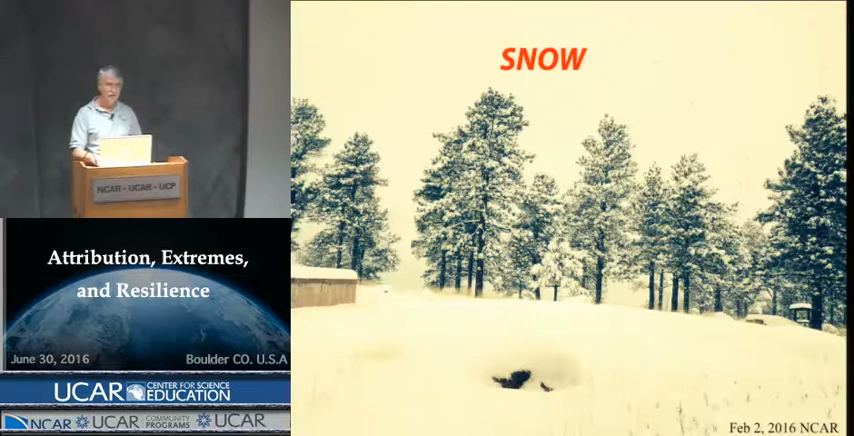 NCAR - UCAR - UCP
Attribution, Extremes,
and Resilience
June 30, 2016
Boulder CO. U.S.A
UCAR CENTER FOR SCIENCE
EDUCATION
NCAR UCAR COMMUNITY
PROGRAMS UCAR
SNOW
Feb 2, 2016 NCAR